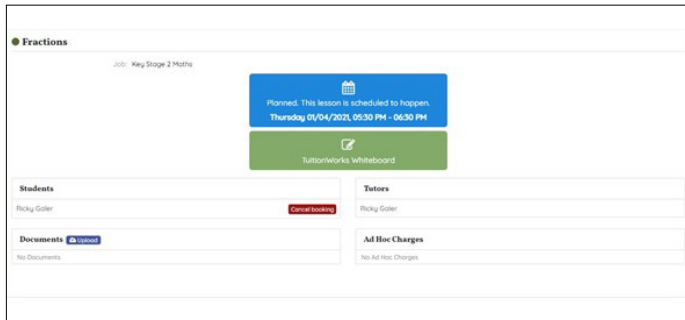 Fractions
Job: Key Stage 2 Maths
Planned. This lesson is scheduled to happen.
Thursday 01/04/2021, 05:30 PM - 06:30 PM
TuitionWorks Whiteboard
Students
Tutors
Ricky Galer
Cancel booking
Ricky Galer
Documents
Upload
Ad Hoc Charges
No Documents
No Ad Hoc Charges